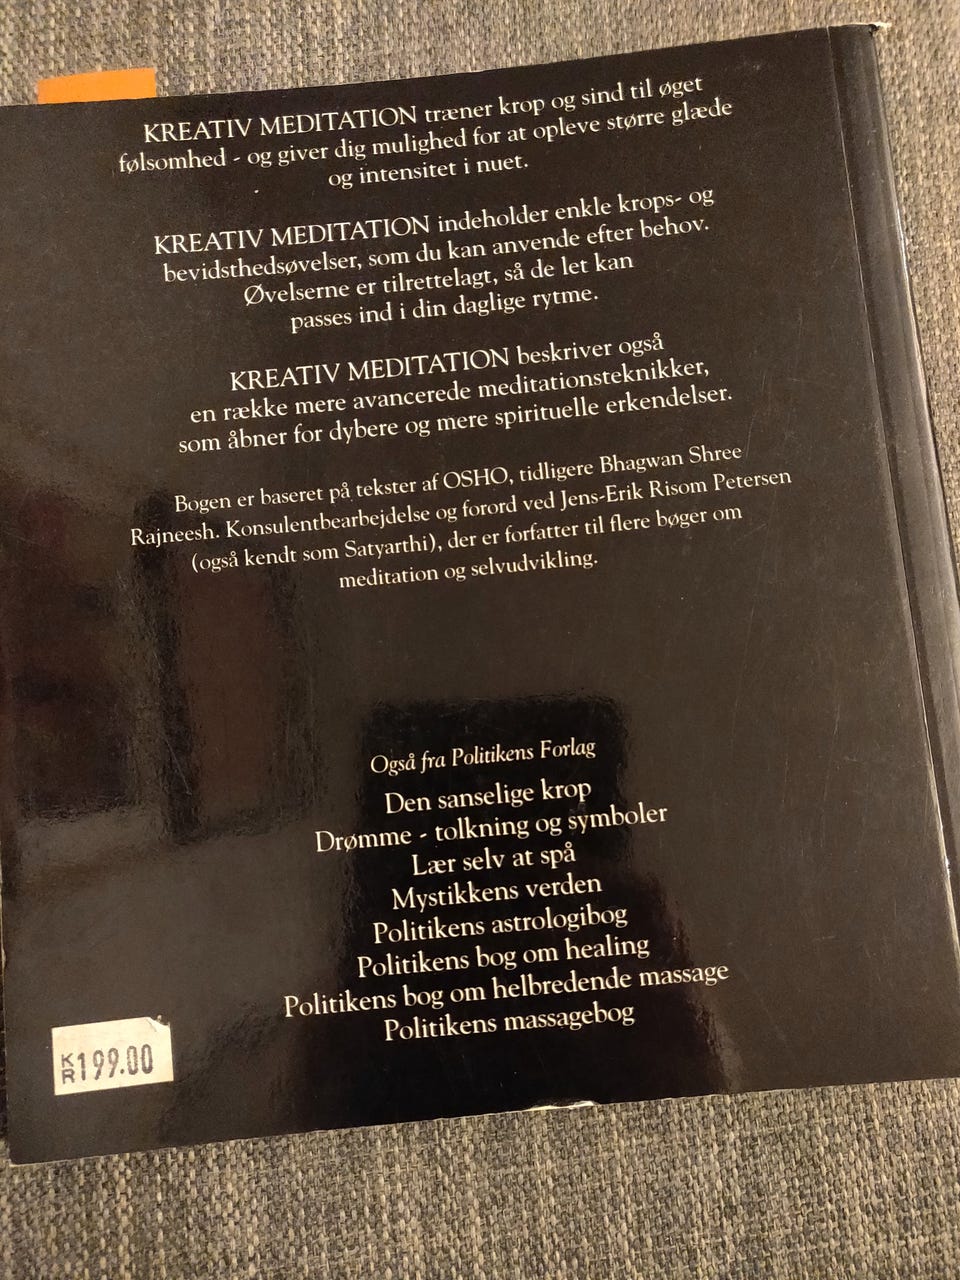 KREATIV MEDITATION træner krop og sind til øget
følsomhed - og giver dig mulighed for at opleve større glæde
og intensitet i nuet.
KREATIV MEDITATION indeholder enkle krops- og
bevidsthedsøvelser, som du kan anvende efter behov.
Øvelserne er tilrettelagt, så de let kan
passes ind i din daglige rytme.
KREATIV MEDITATION beskriver også
en række mere avancerede meditationsteknikker,
som åbner for dybere og mere spirituelle erkendelser.
Bogen er baseret på tekster af OSHO, tidligere Bhagwan Shree
Rajneesh. Konsulentbearbejdelse og forord ved Jens-Erik Risom Petersen
(også kendt som Satyarthi), der er forfatter til flere bøger om
meditation og selvudvikling.
Også fra Politikens Forlag
Den sanselige krop
Drømme - tolkning og symboler
Lær selv at spå
Mystikkens verden
Politikens astrologibog
Politikens bog om healing
Politikens bog om helbredende massage
Politikens massagebog
KR199.00